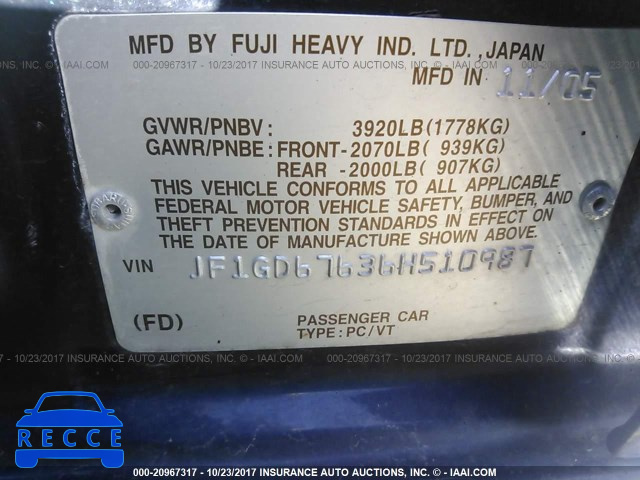 MFD BY FUJI HEAVY IND. LTD., JAPAN
000-20967317 - 10/23/2017 INSURANCE AUTO AUCTIONS - © - IAAI.COM
MFD IN 11/05
GVWR/PNBV: 3920LB(1778KG)
GAWR/PNBE: FRONT-2070LB( 939KG)
REAR -2000LB( 907KG)
THIS VEHICLE CONFORMS TO ALL APPLICABLE
FEDERAL MOTOR VEHICLE SAFETY, BUMPER, AND
THEFT PREVENTION STANDARDS IN EFFECT ON
THE DATE OF MANUFACTURE SHOWN ABOVE.
VIN JF1GD67636H510987
(FD) PASSENGER CAR
TYPE: PC/VT
000-20967317 - 10/23/2017 INSURANCE AUTO AUCTIONS - © - IAAI.COM
RECCE
000-20967317 - 10/23/2017 INSURANCE AUTO AUCTIONS - © - IAAI.COM